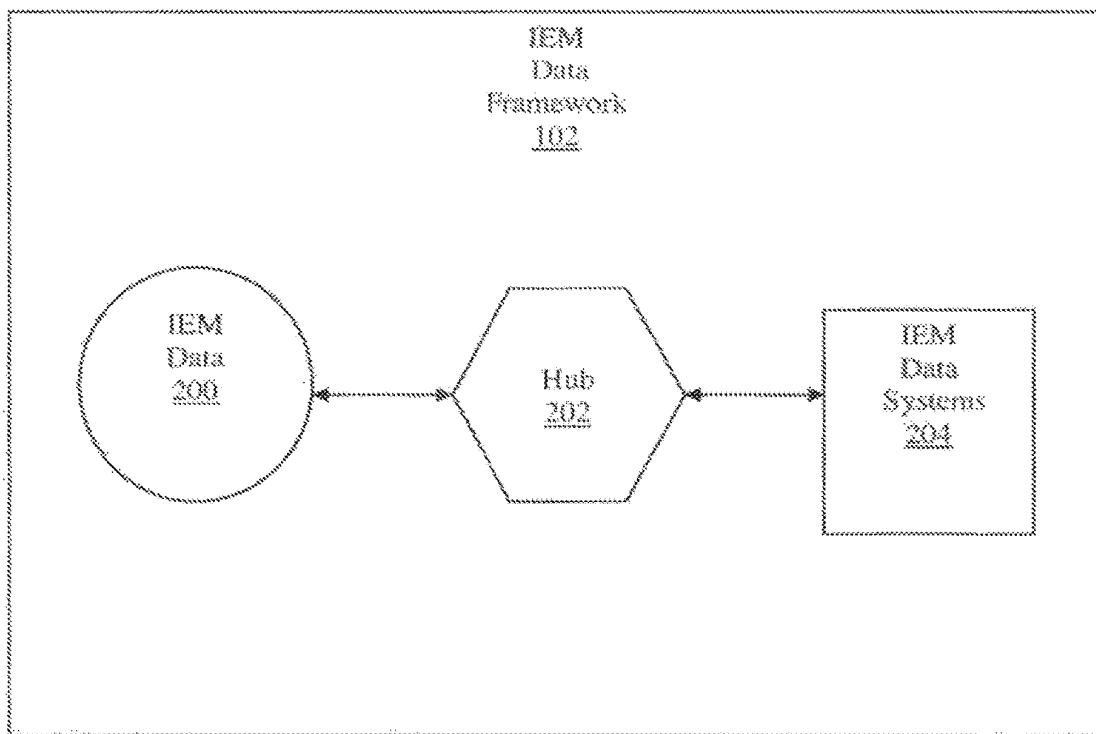 IEM
Data
Framework
102
IEM
Data
200
Hub
202
IEM
Data
Systems
204